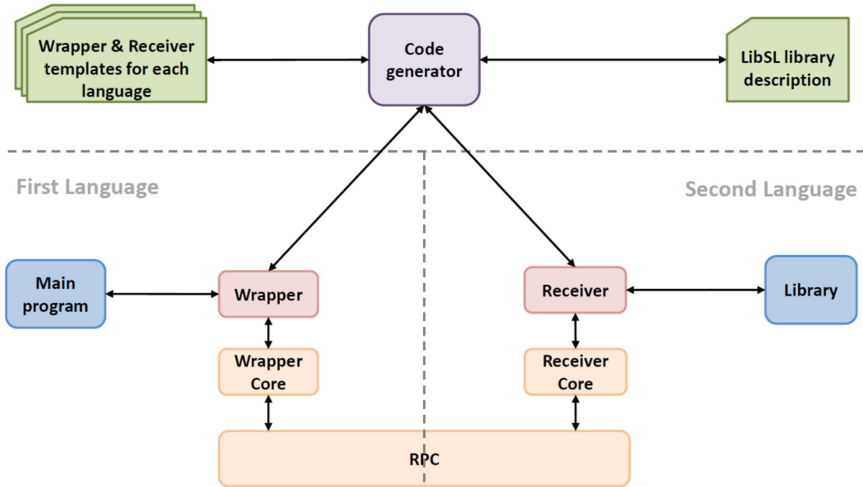 Wrapper & Receiver
templates for each
language
Code
generator
LibSL library
description
First Language
Second Language
Main
program
Wrapper
Receiver
Library
Wrapper
Core
Receiver
Core
RPC